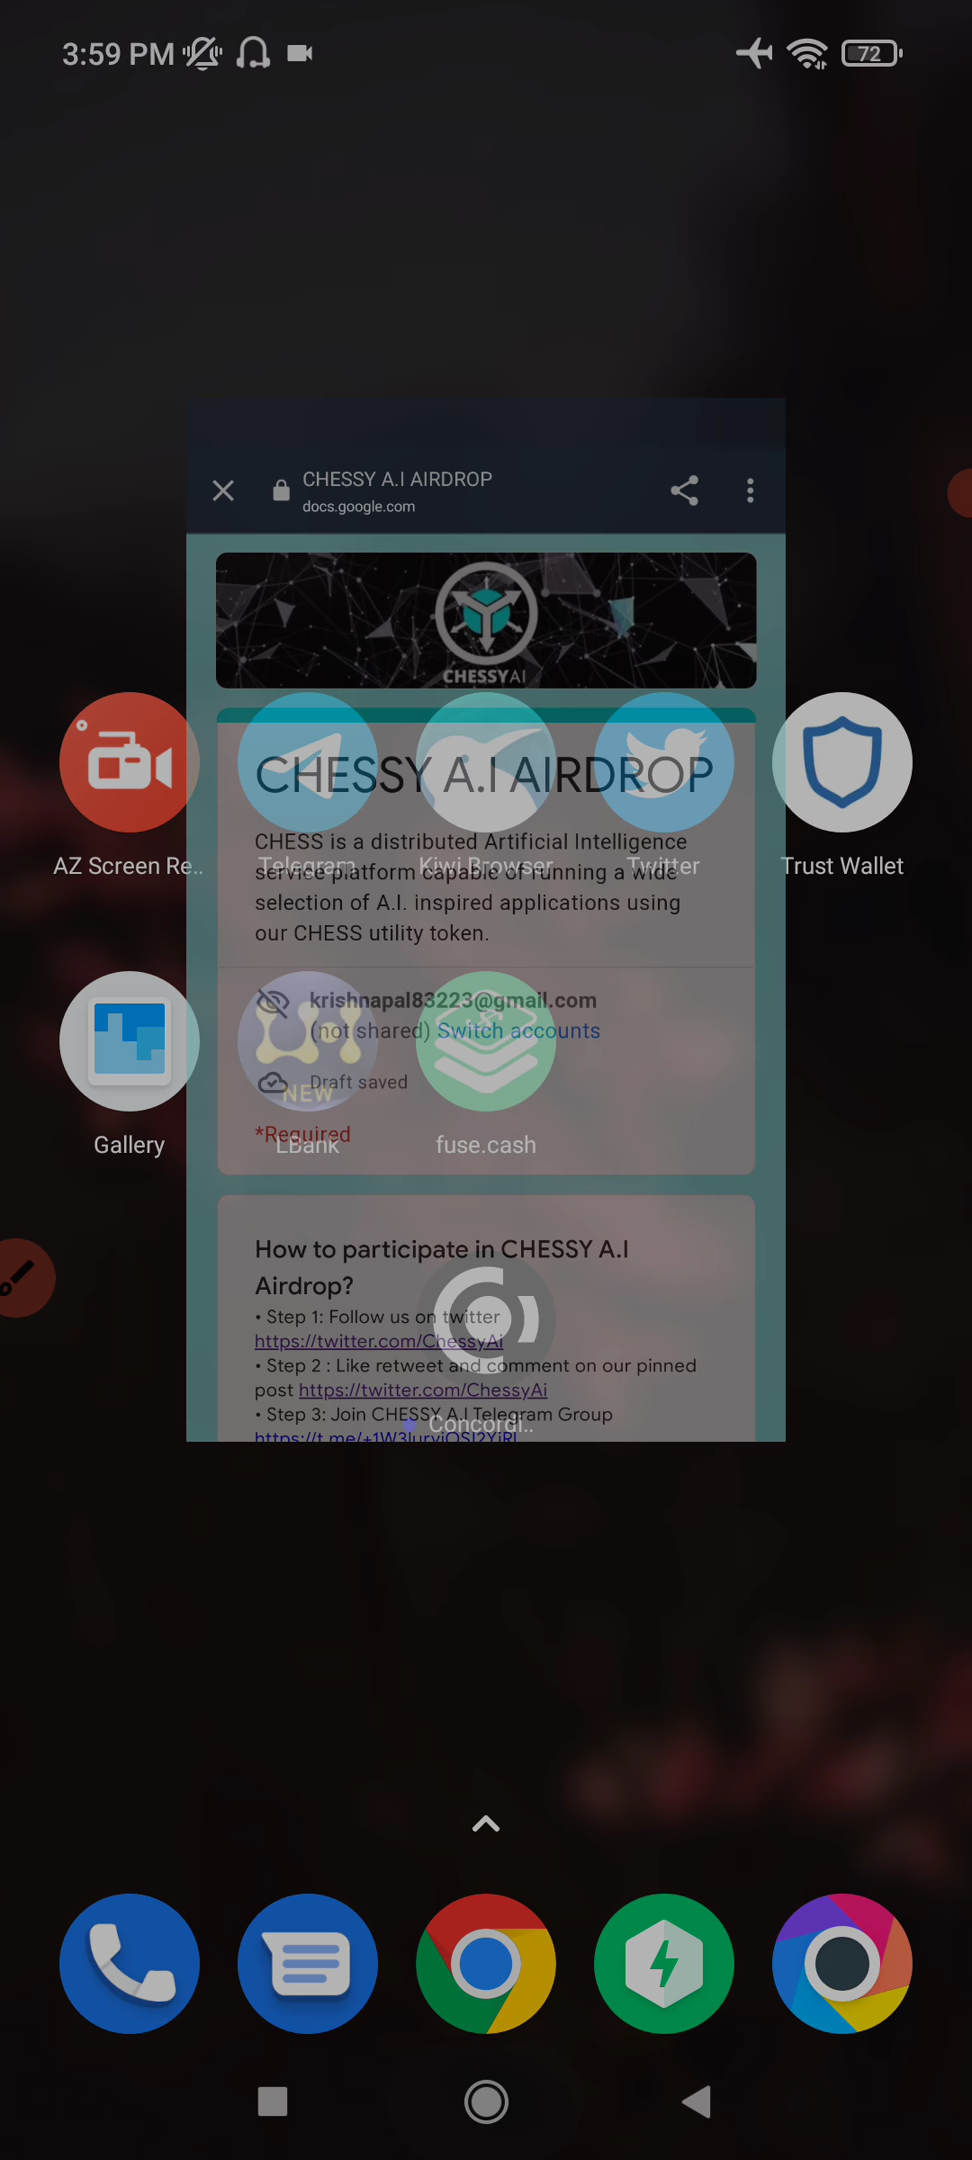 3:59 PM
72
CHESSY A.I AIRDROP
docs.google.com
CHESSYAI
CHESSY A.I AIRDROP
CHESS is a distributed Artificial Intelligence
service platform capable of running a wide
selection of A.I. inspired applications using
our CHESS utility token.
AZ Screen Re..
Telegram
Kiwi Browser
Twitter
Trust Wallet
krishnapal83223@gmail.com
(not shared) Switch accounts
Draft saved
NEW
*Required
Gallery
LBank
fuse.cash
How to participate in CHESSY A.I
Airdrop?
• Step 1: Follow us on twitter
https://twitter.com/ChessyAi
• Step 2 : Like retweet and comment on our pinned
post https://twitter.com/ChessyAi
• Step 3: Join CHESSY A.I Telegram Group
Concordi..